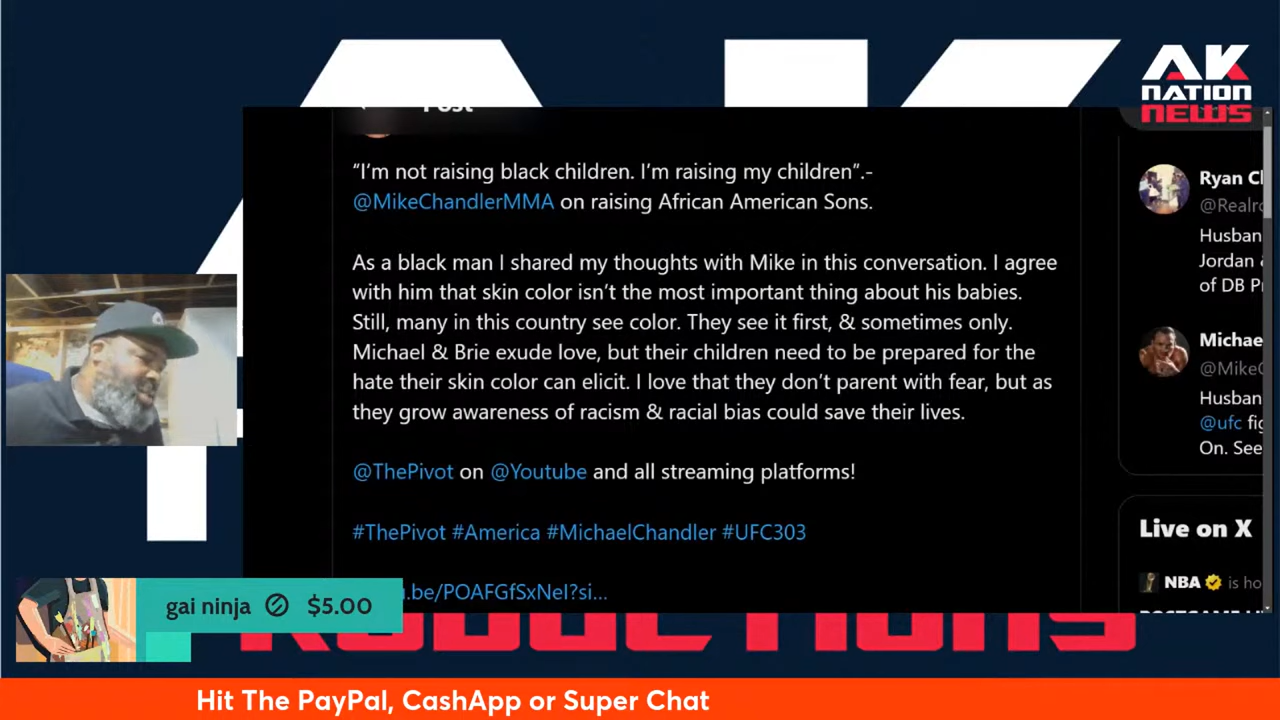 AK
NATION
NEWS
Post
“I’m not raising black children. I’m raising my children”.-
@MikeChandlerMMA on raising African American Sons.
As a black man I shared my thoughts with Mike in this conversation. I agree
with him that skin color isn’t the most important thing about his babies.
Still, many in this country see color. They see it first, & sometimes only.
Michael & Brie exude love, but their children need to be prepared for the
hate their skin color can elicit. I love that they don’t parent with fear, but as
they grow awareness of racism & racial bias could save their lives.
@ThePivot on @Youtube and all streaming platforms!
#ThePivot #America #MichaelChandler #UFC303
.be/POAFGfSxNeI?si...
Ryan Cl
@Realr
Husban
Jordan
of DB P
Michae
@Mike
Husban
@ufc fig
On. See
Live on X
NBA is ho
gai ninja $5.00
Hit The PayPal, CashApp or Super Chat